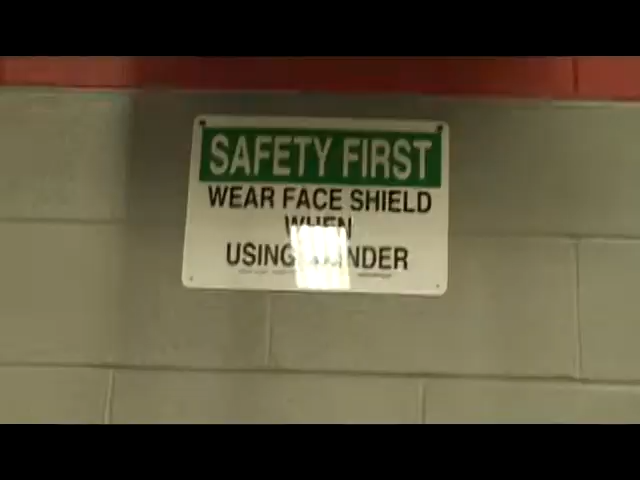 SAFETY FIRST
WEAR FACE SHIELD
WHEN
USING GRINDER